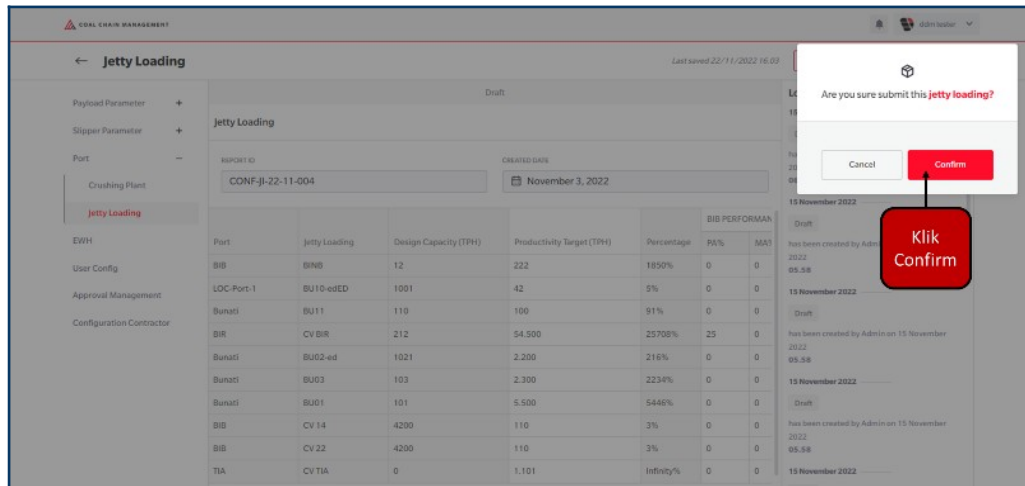 COAL CHAIN MANAGEMENT
ddm tester
← Jetty Loading
Last saved 22/11/2022 16.03
Are you sure submit this jetty loading?
Cancel
Confirm
Klik
Confirm
Payload Parameter +
Slipper Parameter +
Port −
Crushing Plant
Jetty Loading
EWH
User Config
Approval Management
Configuration Contractor
Draft
Jetty Loading
REPORT ID
CREATED DATE
CONF-JI-22-11-004
November 3, 2022
BIB PERFORMAN
Port Jetty Loading Design Capacity (TPH) Productivity Target (TPH) Percentage PA% MAT
BIB BINB 12 222 1850% 0 0
LOC-Port-1 BU10-edED 1001 42 5% 0 0
Bunati BU11 110 100 91% 0 0
BIR CV BIR 212 54.500 25708% 25 0
Bunati BU02-ed 1021 2.200 216% 0 0
Bunati BU03 103 2.300 2234% 0 0
Bunati BU01 101 5.500 5446% 0 0
BIB CV 14 4200 110 3% 0 0
BIB CV 22 4200 110 3% 0 0
TIA CV TIA 0 1.101 Infinity% 0 0
15 November 2022
Draft
has been created by Admi
2022
05.58
15 November 2022
Draft
has been created by Admin on 15 November
2022
05.58
15 November 2022
Draft
has been created by Admin on 15 November
2022
05.58
15 November 2022